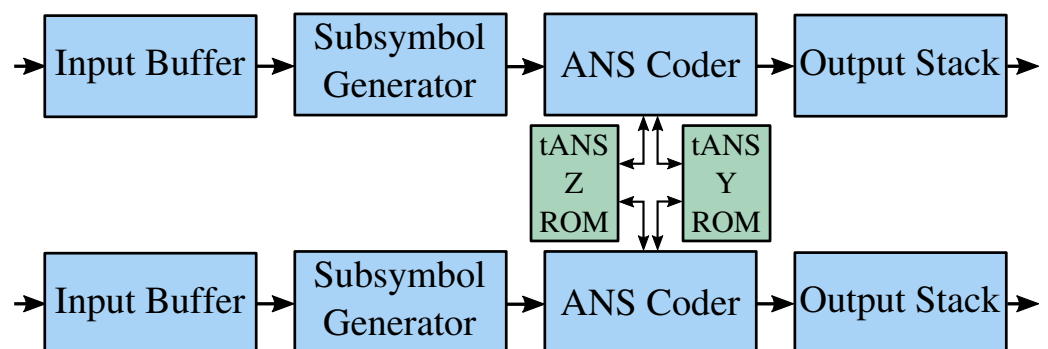 Input Buffer
Subsymbol
Generator
ANS Coder
Output Stack
tANS
Z
ROM
tANS
Y
ROM
Input Buffer
Subsymbol
Generator
ANS Coder
Output Stack